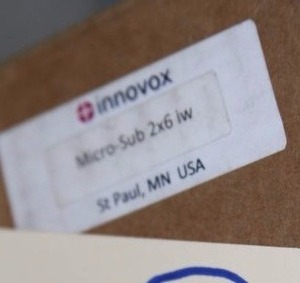 innovox
Micro-Sub 2x6 iw
St Paul, MN USA